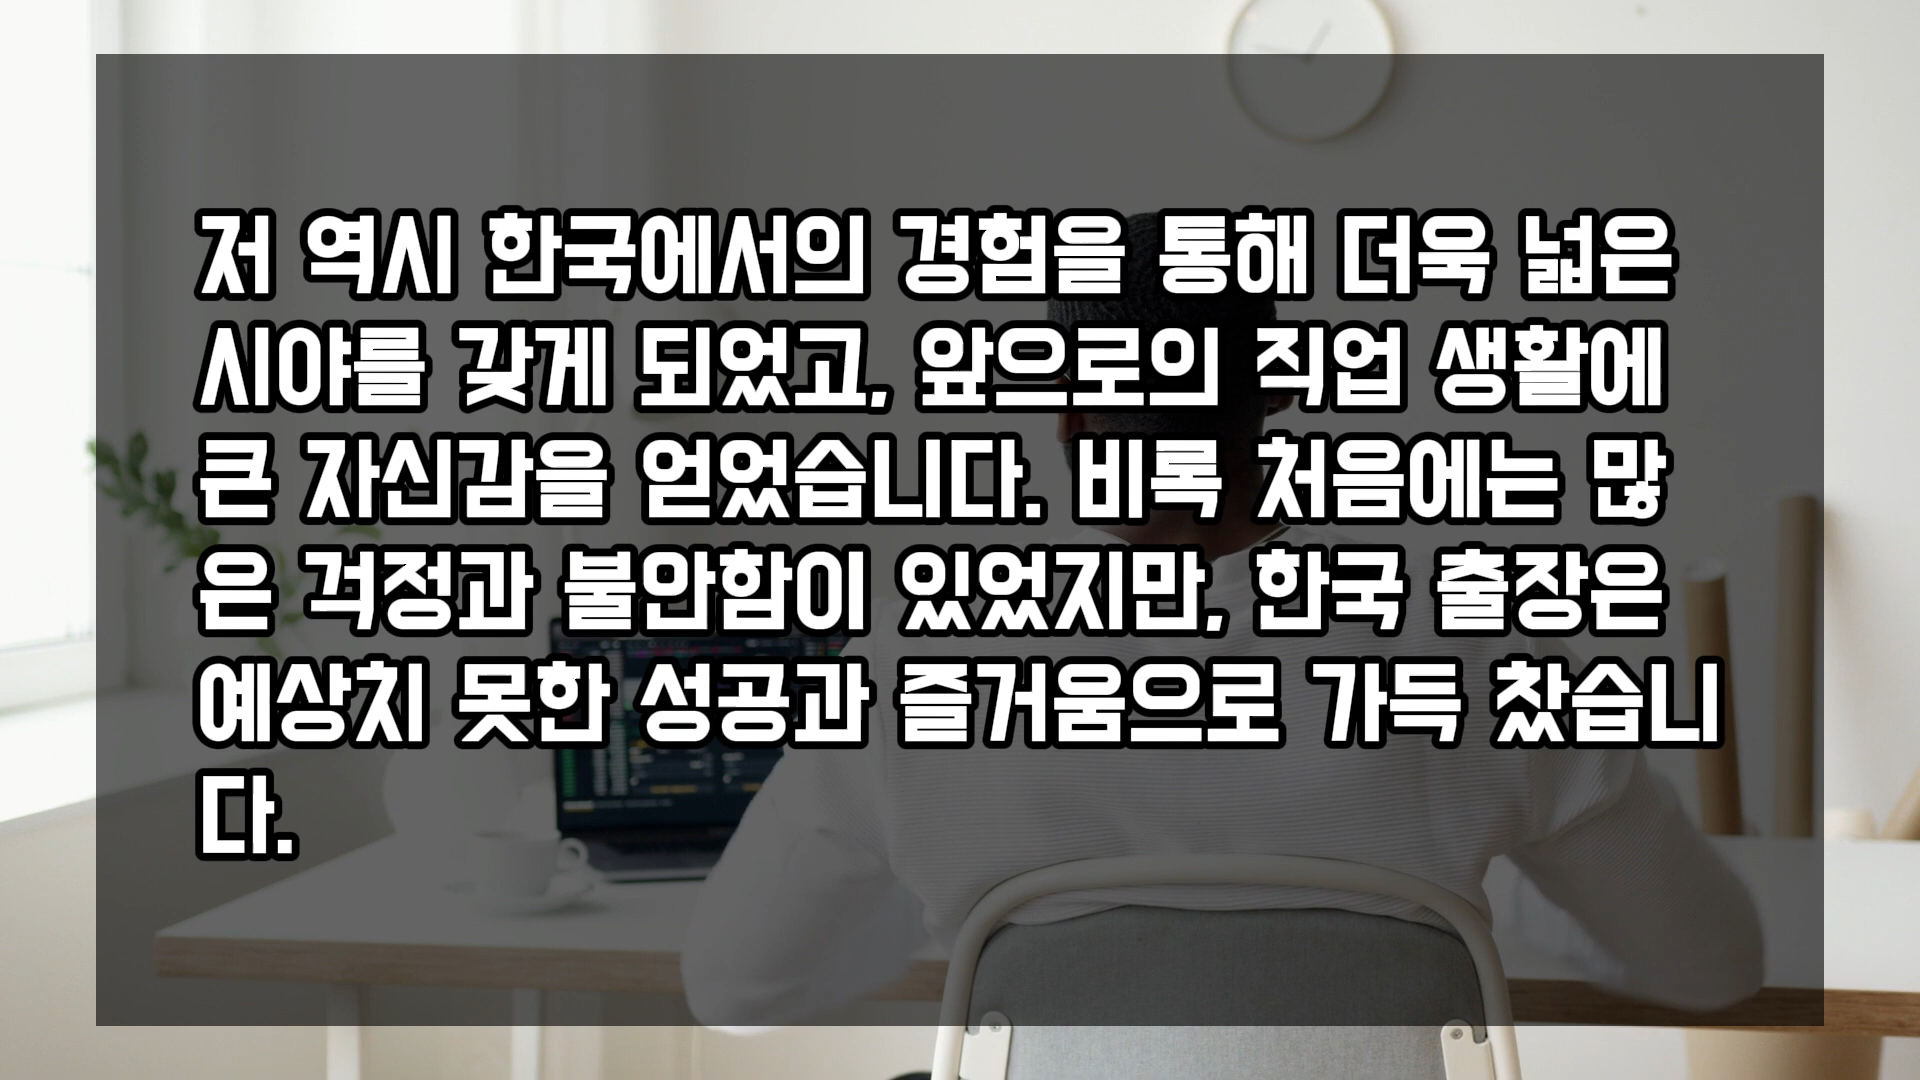 저 역시 한국에서의 경험을 통해 더욱 넓은
시야를 갖게 되었고, 앞으로의 직업 생활에
큰 자신감을 얻었습니다. 비록 처음에는 많
은 걱정과 불안함이 있었지만, 한국 출장은
예상치 못한 성공과 즐거움으로 가득 찼습니
다.